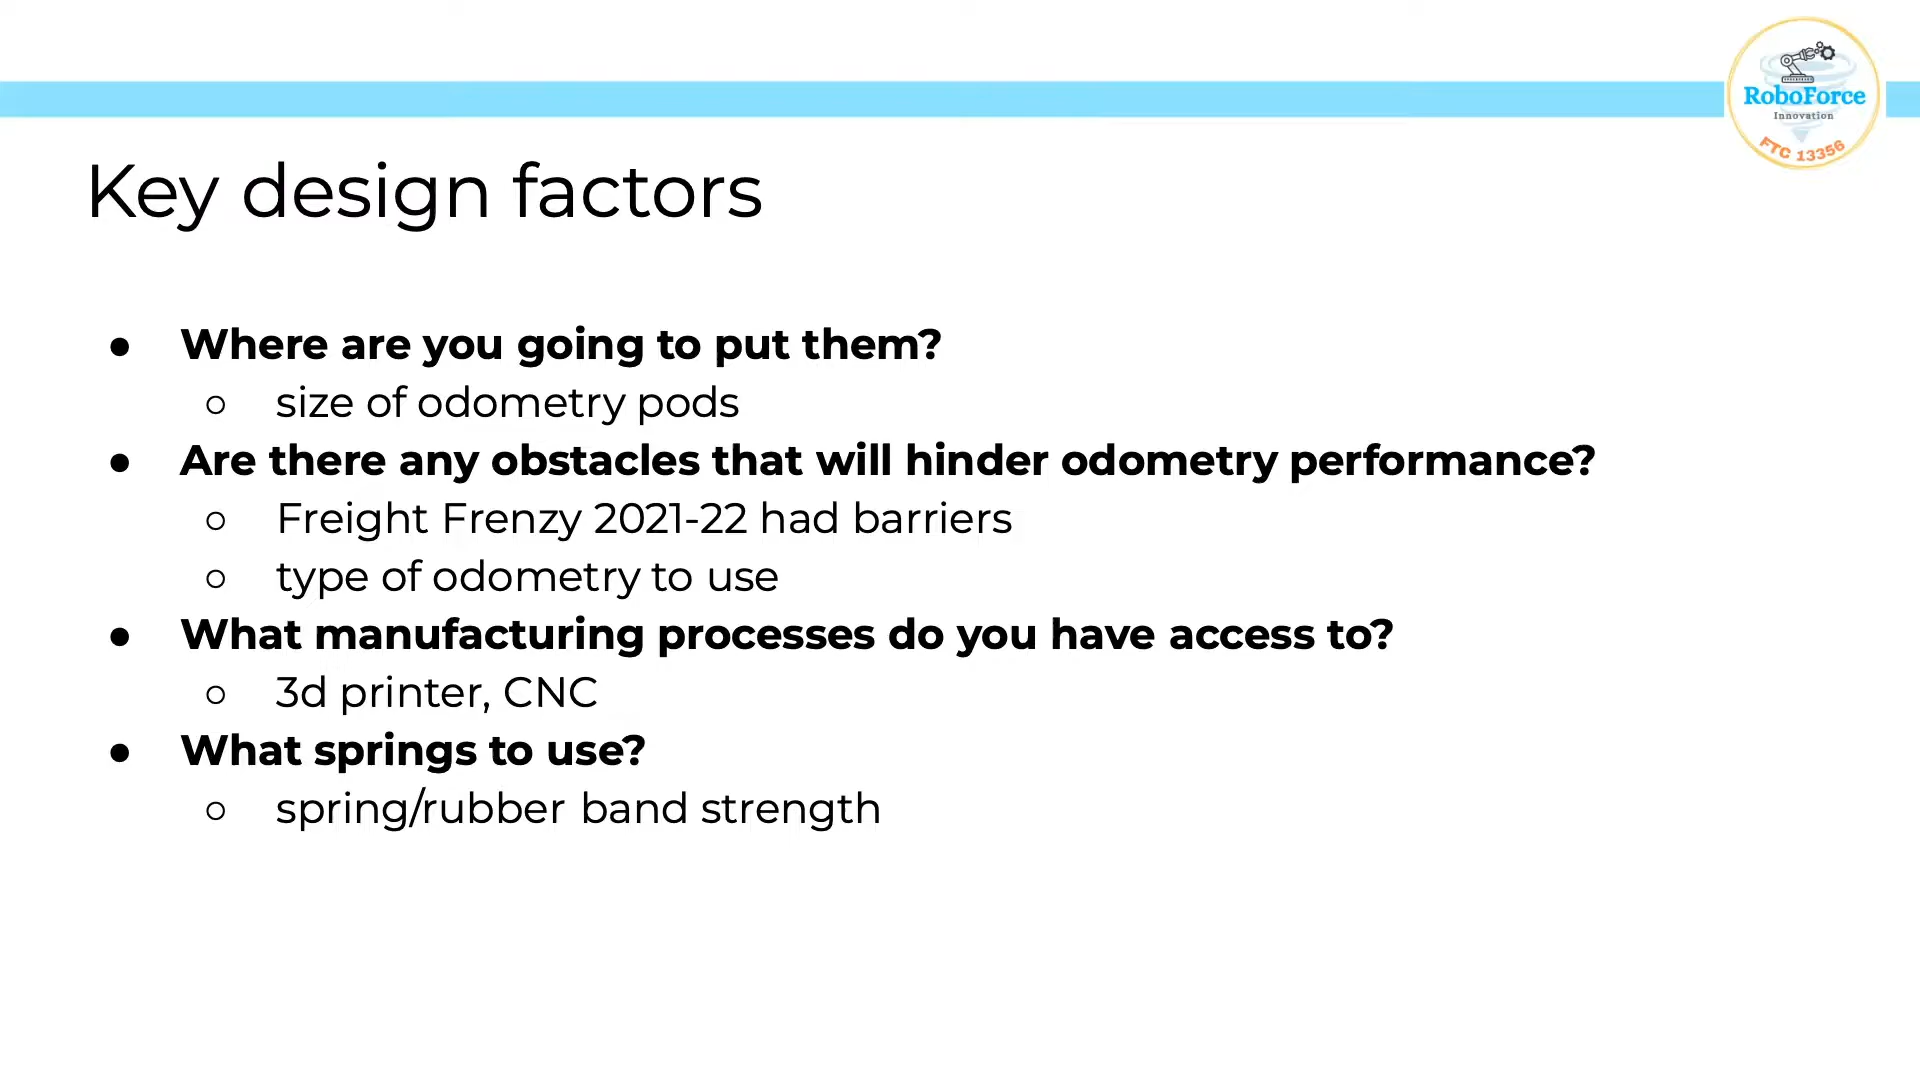 RoboForce
Innovation
FTC 13356
Key design factors
● Where are you going to put them?
○ size of odometry pods
● Are there any obstacles that will hinder odometry performance?
○ Freight Frenzy 2021-22 had barriers
○ type of odometry to use
● What manufacturing processes do you have access to?
○ 3d printer, CNC
● What springs to use?
○ spring/rubber band strength